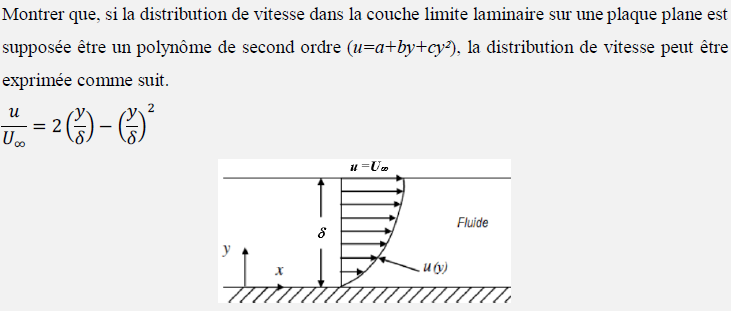 Montrer que, si la distribution de vitesse dans la couche limite laminaire sur une plaque plane est
supposée être un polynôme de second ordre (u=a+by+cy²), la distribution de vitesse peut être
exprimée comme suit.
u/U∞ = 2(y/δ) − (y/δ)²
u =U∞
Fluide
δ
y
x
u(y)